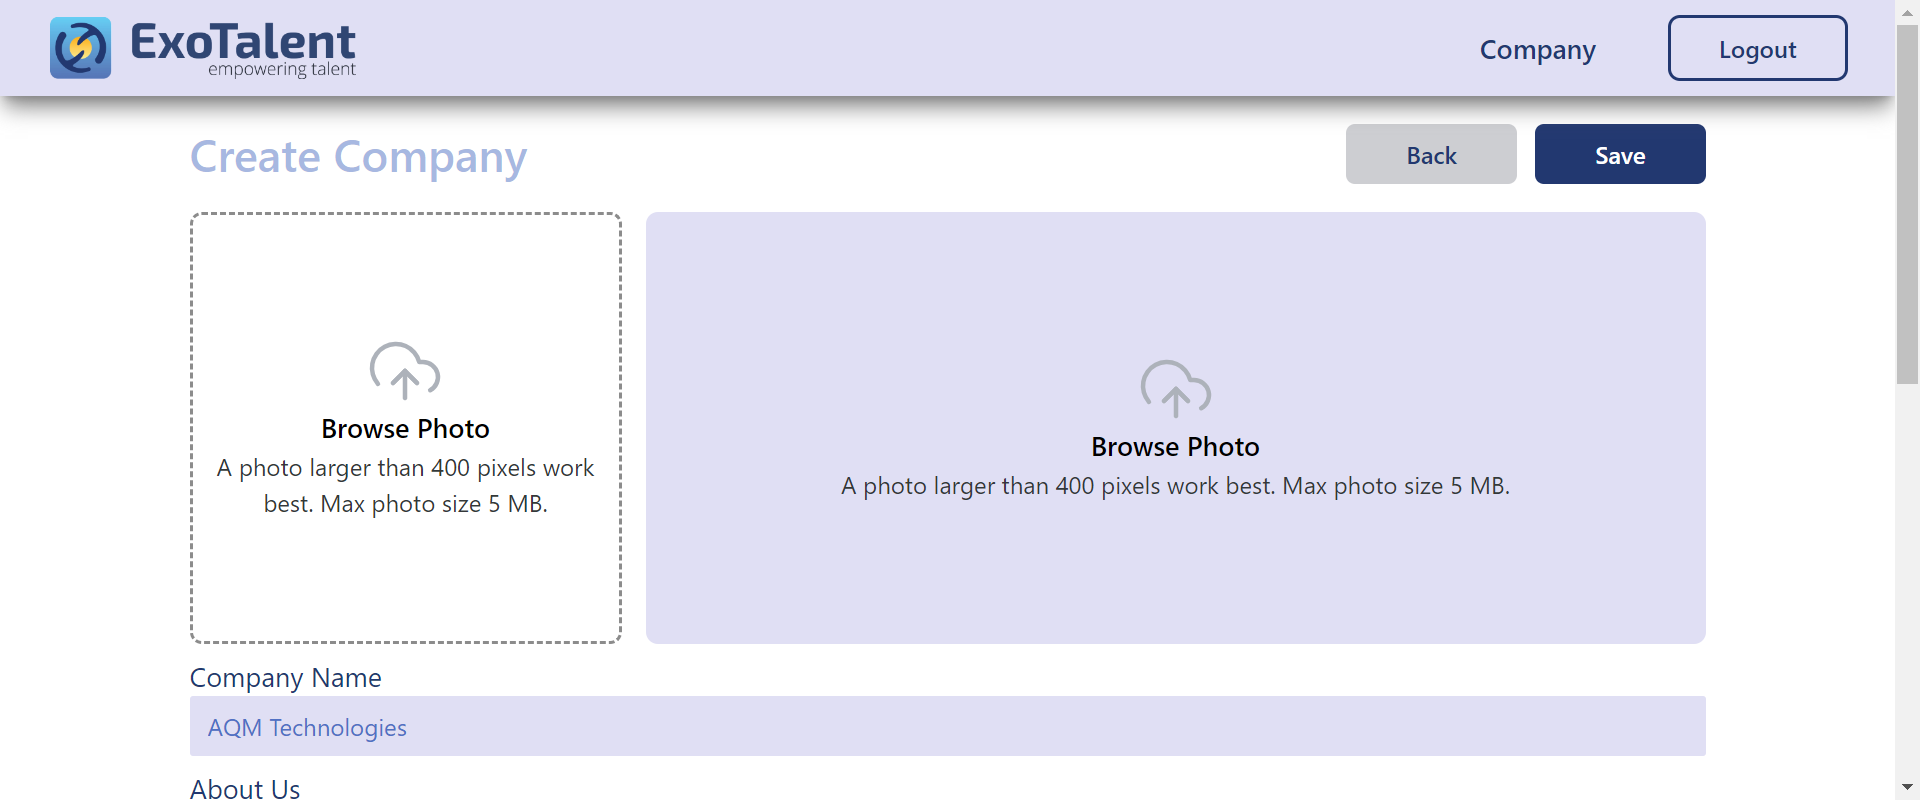 ExoTalent
empowering talent
Company
Logout
Create Company
Back
Save
Browse Photo
A photo larger than 400 pixels work
best. Max photo size 5 MB.
Browse Photo
A photo larger than 400 pixels work best. Max photo size 5 MB.
Company Name
AQM Technologies
About Us